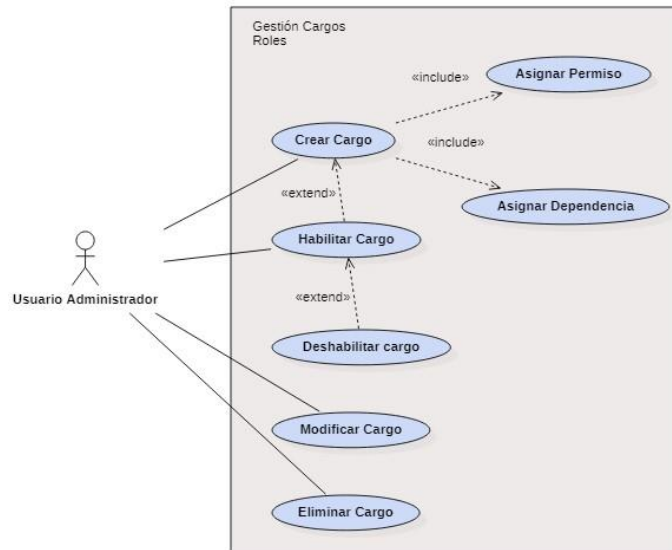 Gestión Cargos
Roles
Asignar Permiso
«include»
Crear Cargo
«include»
«extend»
Asignar Dependencia
Habilitar Cargo
Usuario Administrador
«extend»
Deshabilitar cargo
Modificar Cargo
Eliminar Cargo